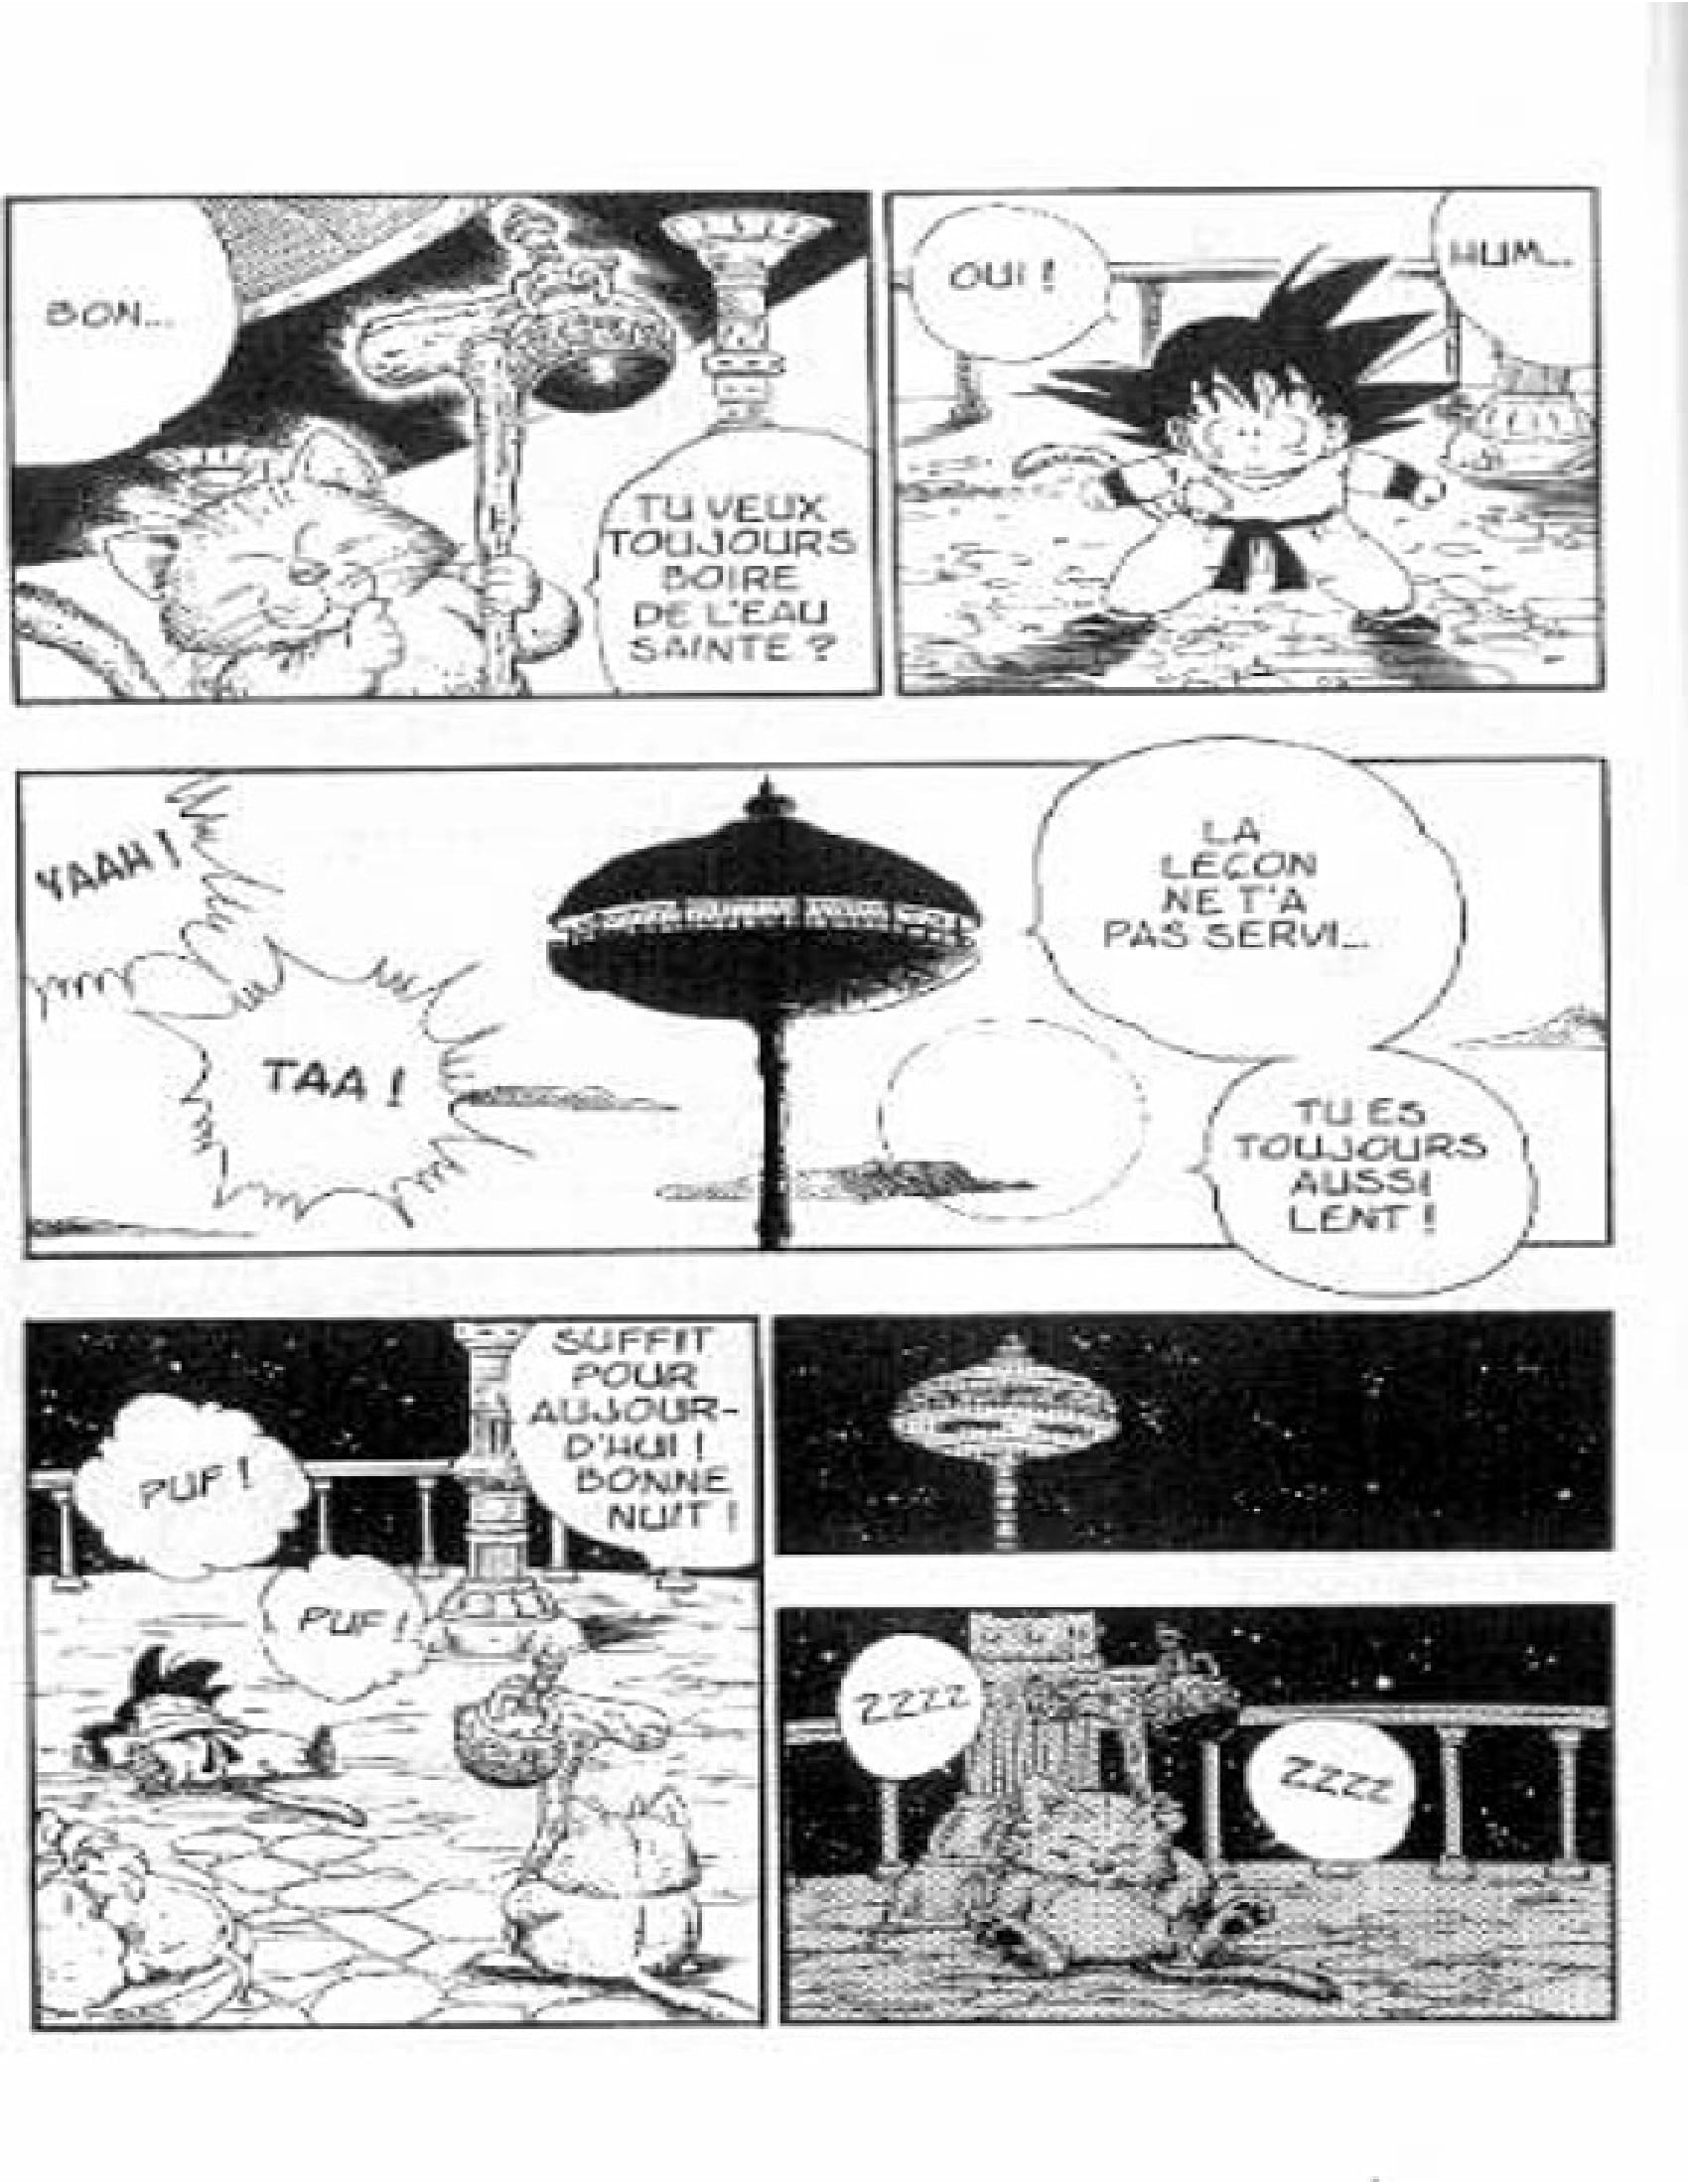 BON...
TU VEUX
TOUJOURS
BOIRE
DE L'EAU
SAINTE ?
OUI !
HUM...
YAAH !
TAA !
LA
LEÇON
NE T'A
PAS SERVI...
TU ES
TOUJOURS
AUSSI
LENT !
SUFFIT
POUR
AUJOUR-
D'HUI !
BONNE
NUIT !
PUF !
PUF !
ZZZZ
ZZZZ